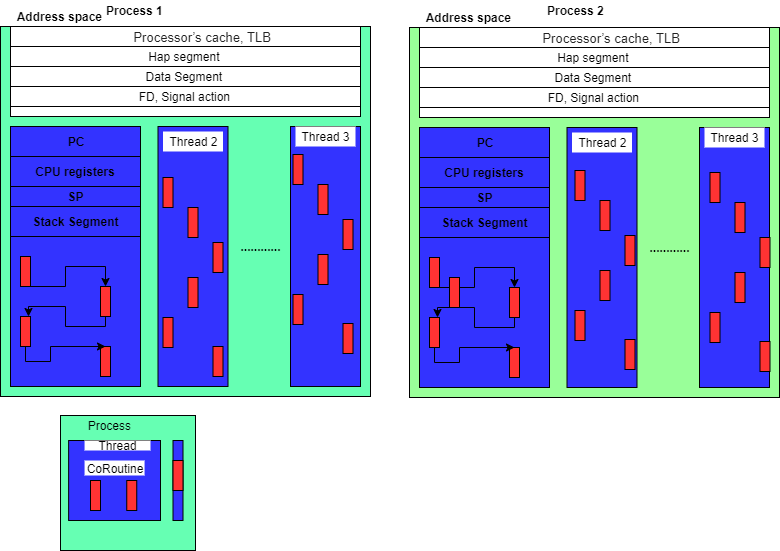 Process 1
Address space
Processor's cache, TLB
Hap segment
Data Segment
FD, Signal action
PC
CPU registers
SP
Stack Segment
Thread 2
............
Thread 3
Process 2
Address space
Processor's cache, TLB
Hap segment
Data Segment
FD, Signal action
PC
CPU registers
SP
Stack Segment
Thread 2
............
Thread 3
Process
Thread
CoRoutine